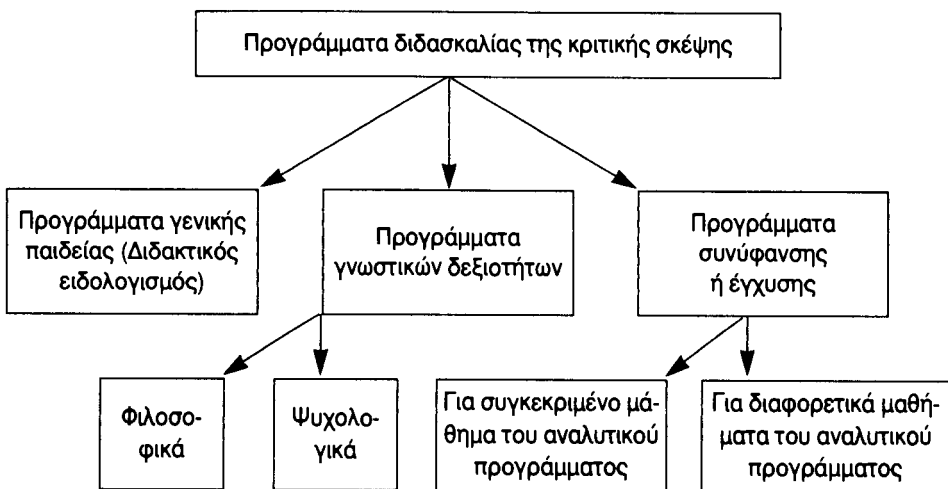 Προγράμματα διδασκαλίας της κριτικής σκέψης
Προγράμματα γενικής
παιδείας (Διδακτικός
ειδολογισμός)
Προγράμματα
γνωστικών δεξιοτήτων
Προγράμματα
συνύφανσης
ή έγχυσης
Φιλοσο-
φικά
Ψυχολο-
γικά
Για συγκεκριμένο μά-
θημα του αναλυτικού
προγράμματος
Για διαφορετικά μαθή-
ματα του αναλυτικού
προγράμματος